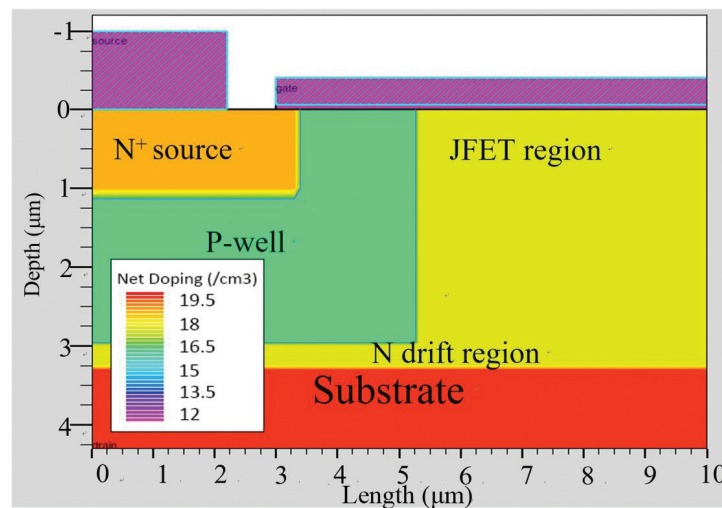 -1
source
gate
0
N⁺ source
JFET region
1
P-well
2
Depth (μm)
Net Doping (/cm3)
19.5
18
16.5
15
13.5
12
3
N drift region
Substrate
4
drain
0 1 2 3 4 5 6 7 8 9 10
Length (μm)